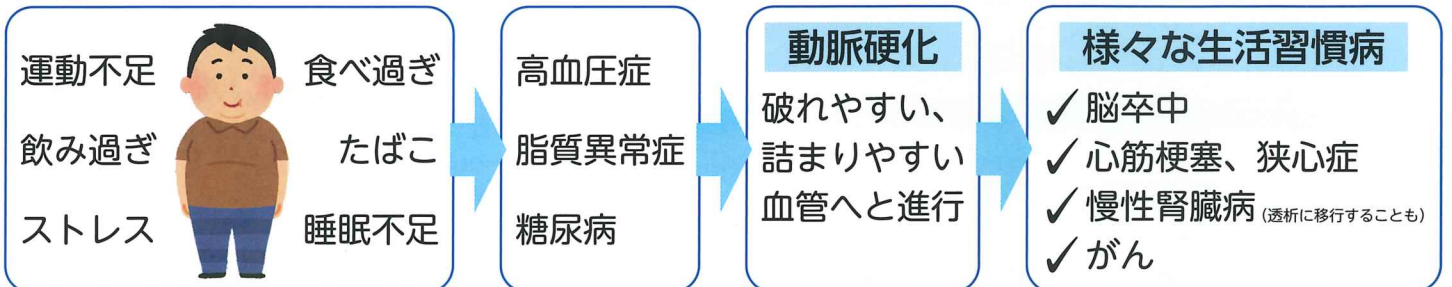 運動不足
食べ過ぎ
飲み過ぎ
たばこ
ストレス
睡眠不足
高血圧症
脂質異常症
糖尿病
動脈硬化
破れやすい、
詰まりやすい
血管へと進行
様々な生活習慣病
✓脳卒中
✓心筋梗塞、狭心症
✓慢性腎臓病(透析に移行することも)
✓がん